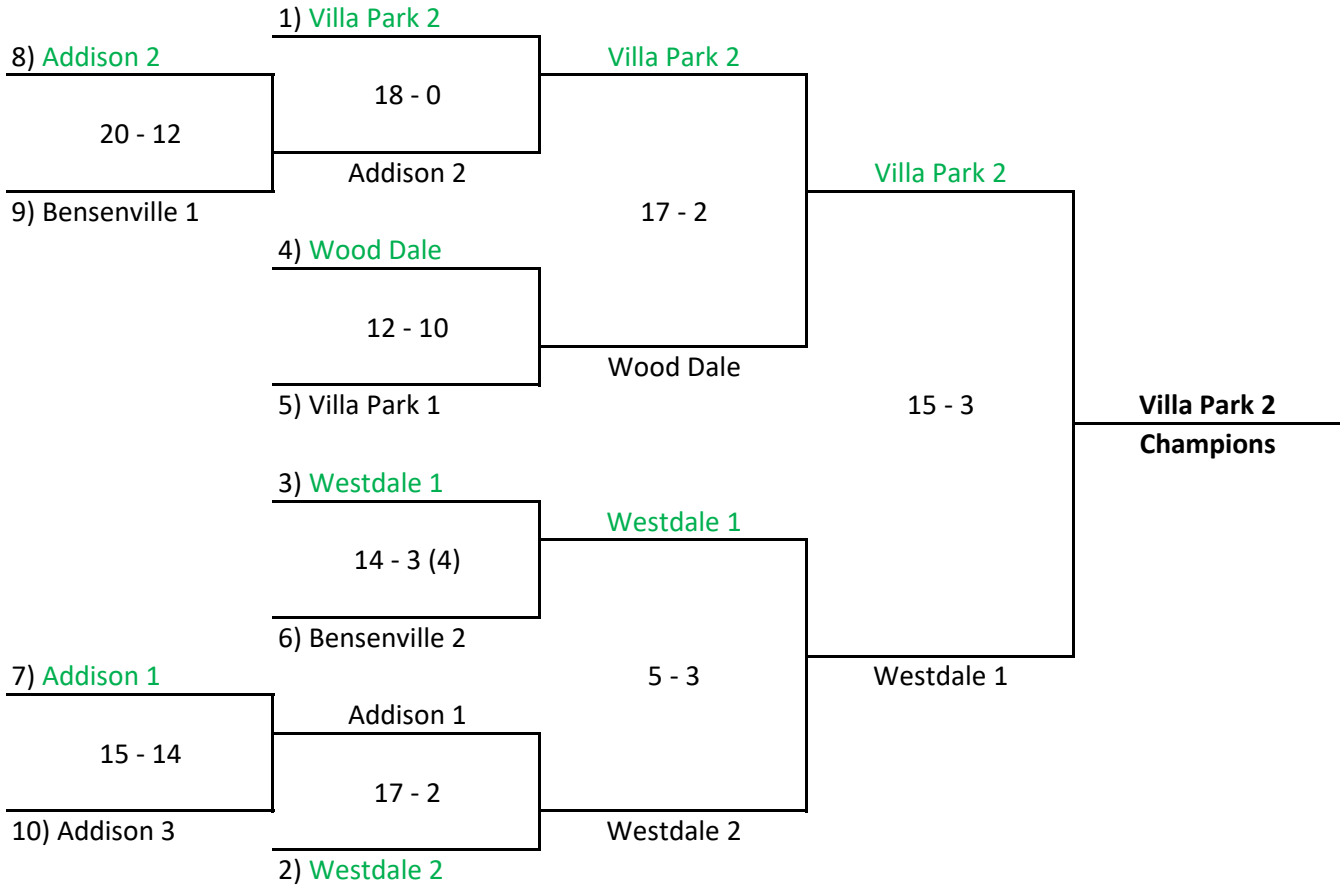 1) Villa Park 2
8) Addison 2
Villa Park 2
18 - 0
20 - 12
Addison 2
Villa Park 2
9) Bensenville 1
17 - 2
4) Wood Dale
12 - 10
Wood Dale
5) Villa Park 1
15 - 3
Villa Park 2
Champions
3) Westdale 1
Westdale 1
14 - 3 (4)
6) Bensenville 2
7) Addison 1
5 - 3
Westdale 1
Addison 1
15 - 14
17 - 2
10) Addison 3
Westdale 2
2) Westdale 2